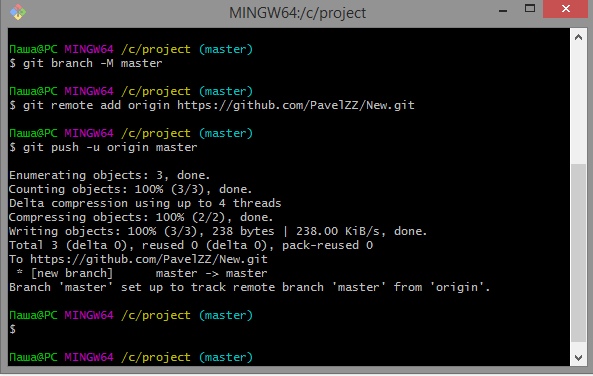 MINGW64:/c/project
Паша@PC MINGW64 /c/project (master)
$ git branch -M master
Паша@PC MINGW64 /c/project (master)
$ git remote add origin https://github.com/PavelZZ/New.git
Паша@PC MINGW64 /c/project (master)
$ git push -u origin master
Enumerating objects: 3, done.
Counting objects: 100% (3/3), done.
Delta compression using up to 4 threads
Compressing objects: 100% (2/2), done.
Writing objects: 100% (3/3), 238 bytes | 238.00 KiB/s, done.
Total 3 (delta 0), reused 0 (delta 0), pack-reused 0
To https://github.com/PavelZZ/New.git
* [new branch]      master -> master
Branch 'master' set up to track remote branch 'master' from 'origin'.
Паша@PC MINGW64 /c/project (master)
$
Паша@PC MINGW64 /c/project (master)